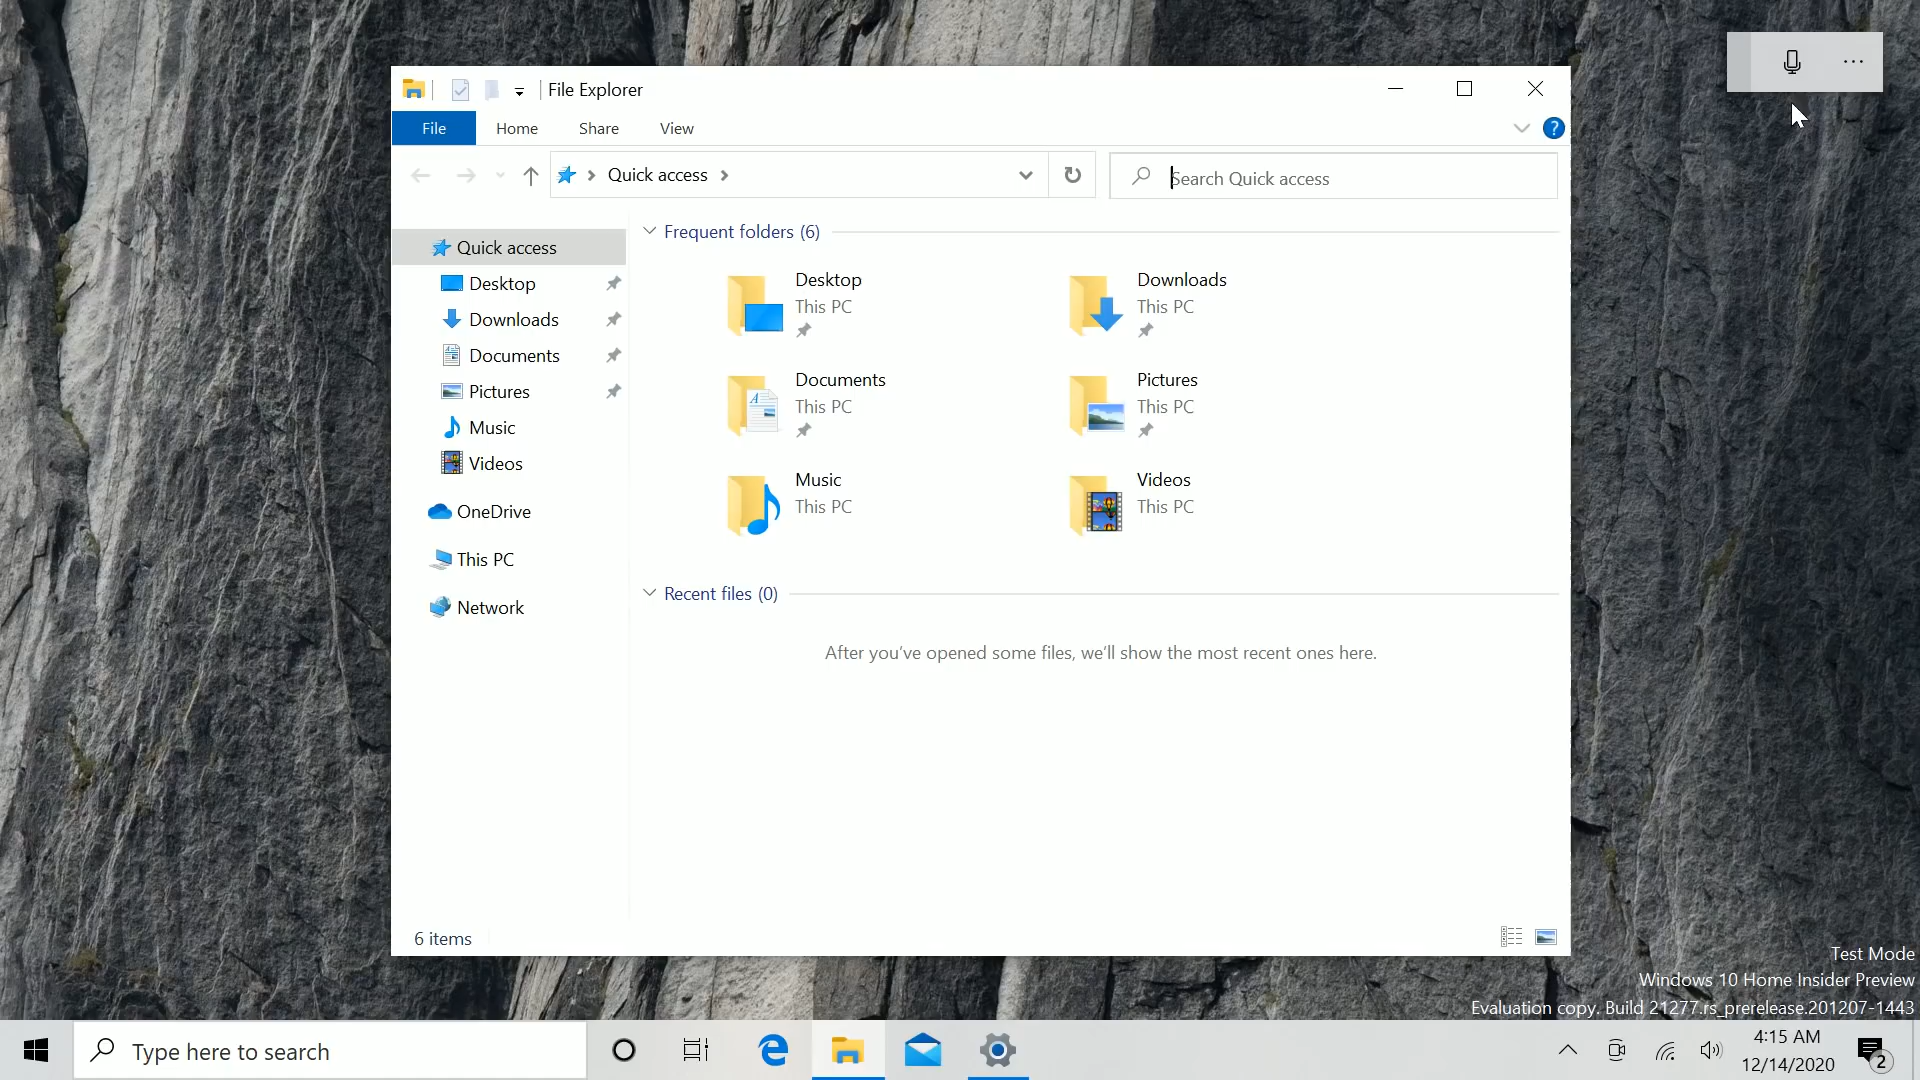 File Explorer
File Home Share View
Quick access
Search Quick access
Quick access
Desktop
Downloads
Documents
Pictures
Music
Videos
OneDrive
This PC
Network
Frequent folders (6)
Desktop
This PC
Downloads
This PC
Documents
This PC
Pictures
This PC
Music
This PC
Videos
This PC
Recent files (0)
After you've opened some files, we'll show the most recent ones here.
6 items
Test Mode
Windows 10 Home Insider Preview
Evaluation copy. Build 21277.rs_prerelease.201207-1443
Type here to search
4:15 AM
12/14/2020
2